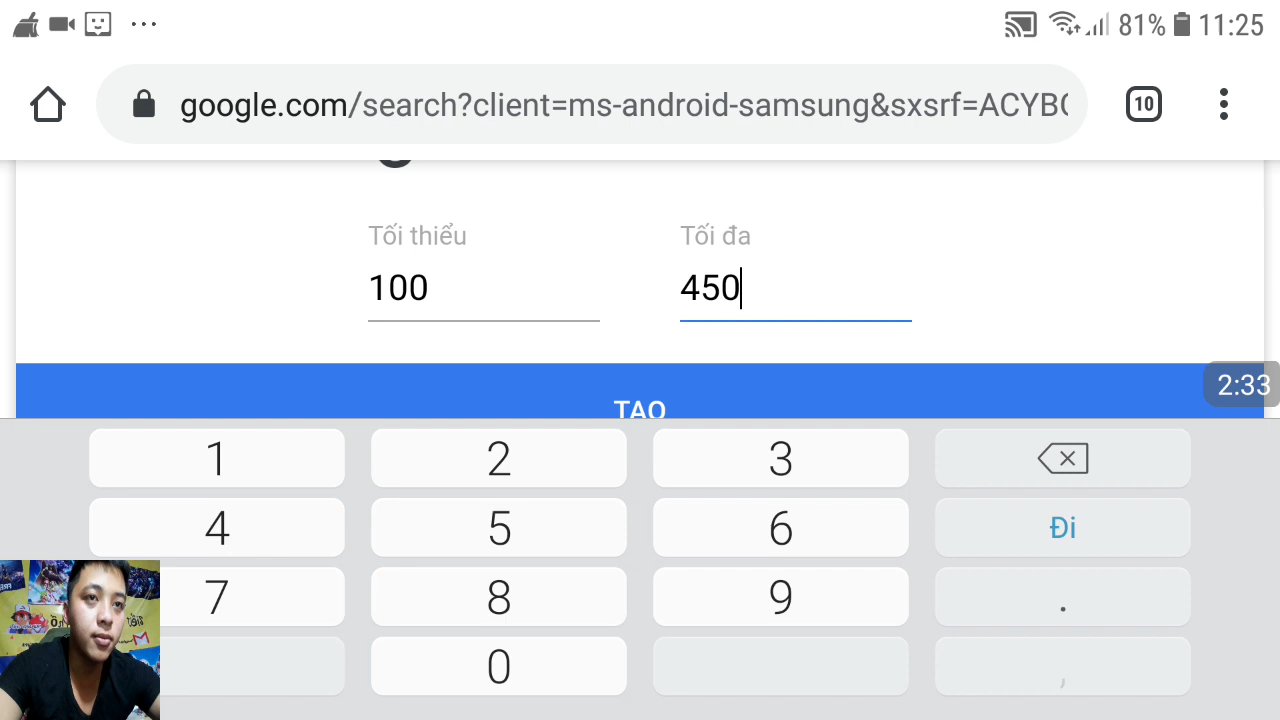 81% 11:25
google.com/search?client=ms-android-samsung&sxsrf=ACYB
10
Tối thiểu Tối đa
100 450
TẠO
2:33
1 2 3
4 5 6 Đi
7 8 9 .
0 ,